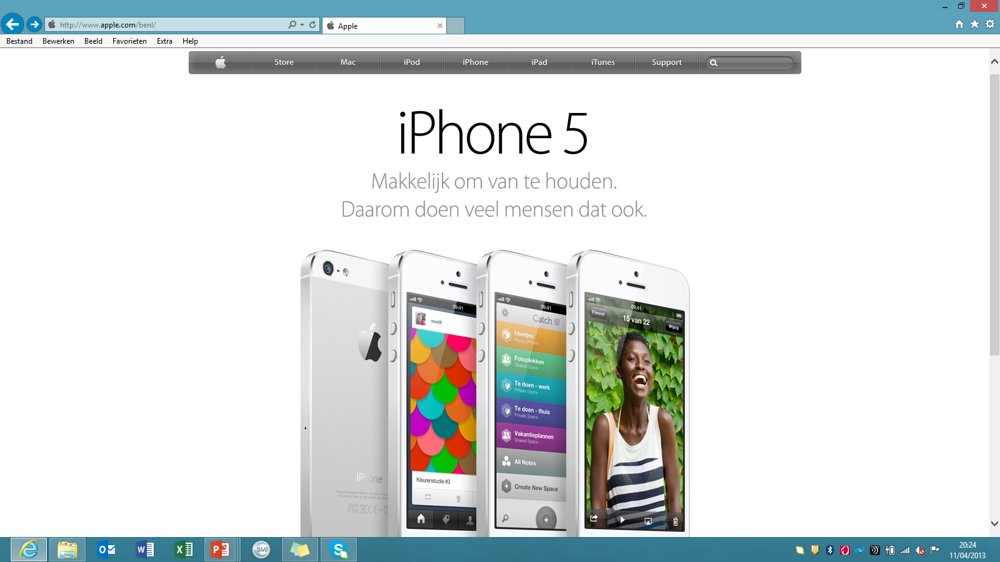 http://www.apple.com/benl/
Apple
Bestand Bewerken Beeld Favorieten Extra Help
Store Mac iPod iPhone iPad iTunes Support
iPhone 5
Makkelijk om van te houden.
Daarom doen veel mensen dat ook.
iPhone
09:41
mreiff
Kleurenstudie #3
09:41
Catch
Ideetjes
Always Private
Fotoplekken
Shared Space
Te doen - werk
Private Space
Te doen - thuis
Private Space
Vakantieplannen
Shared Space
All Notes
Create New Space
09:41
Filmrol 15 van 22 Wijzig
BMF
20:24
11/04/2013